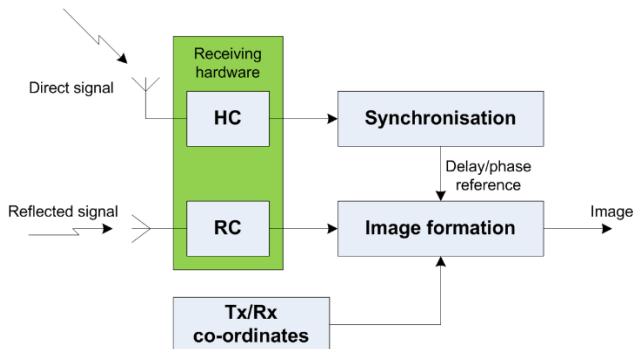 Receiving
hardware
Direct signal
HC
Synchronisation
Delay/phase
reference
Reflected signal
RC
Image formation
Image
Tx/Rx
co-ordinates